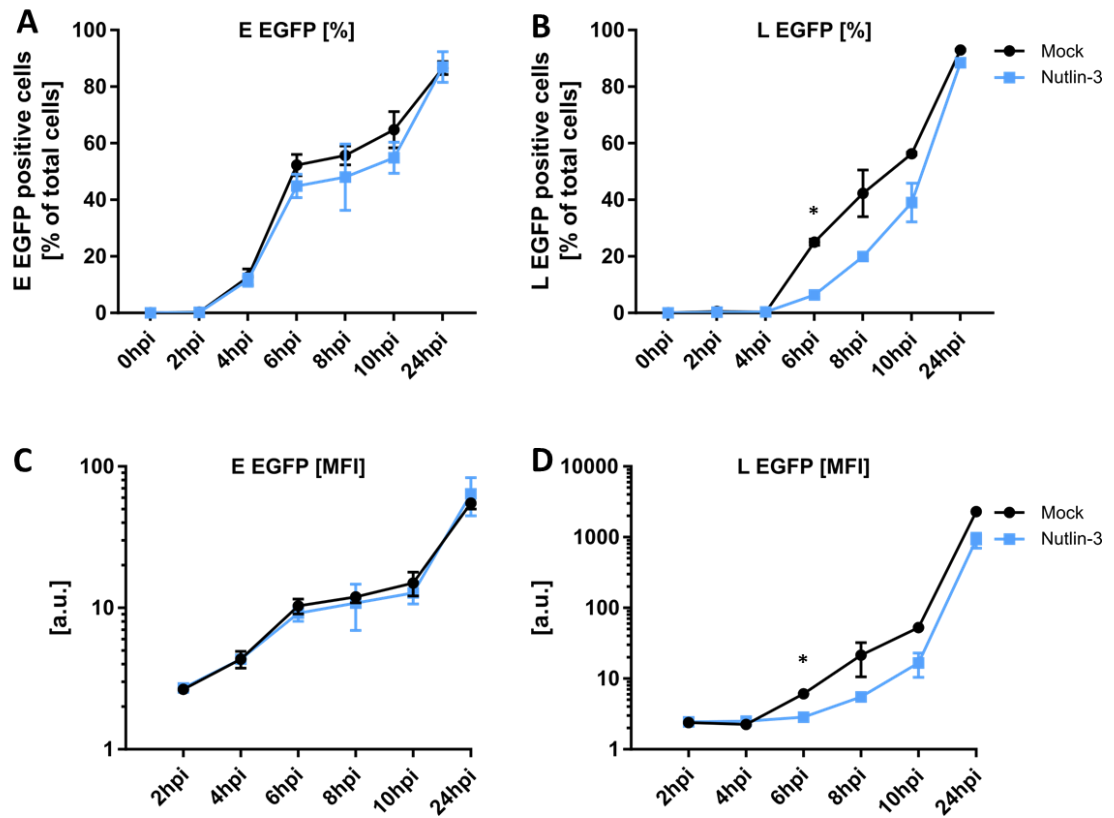 A
E EGFP [%]
E EGFP positive cells
[% of total cells]
100
80
60
40
20
0
0hpi
2hpi
4hpi
6hpi
8hpi
10hpi
24hpi
B
L EGFP [%]
L EGFP positive cells
[% of total cells]
100
80
60
40
20
0
*
0hpi
2hpi
4hpi
6hpi
8hpi
10hpi
24hpi
Mock
Nutlin-3
C
E EGFP [MFI]
[a.u.]
100
10
1
2hpi
4hpi
6hpi
8hpi
10hpi
24hpi
D
L EGFP [MFI]
[a.u.]
10000
1000
100
10
1
*
2hpi
4hpi
6hpi
8hpi
10hpi
24hpi
Mock
Nutlin-3